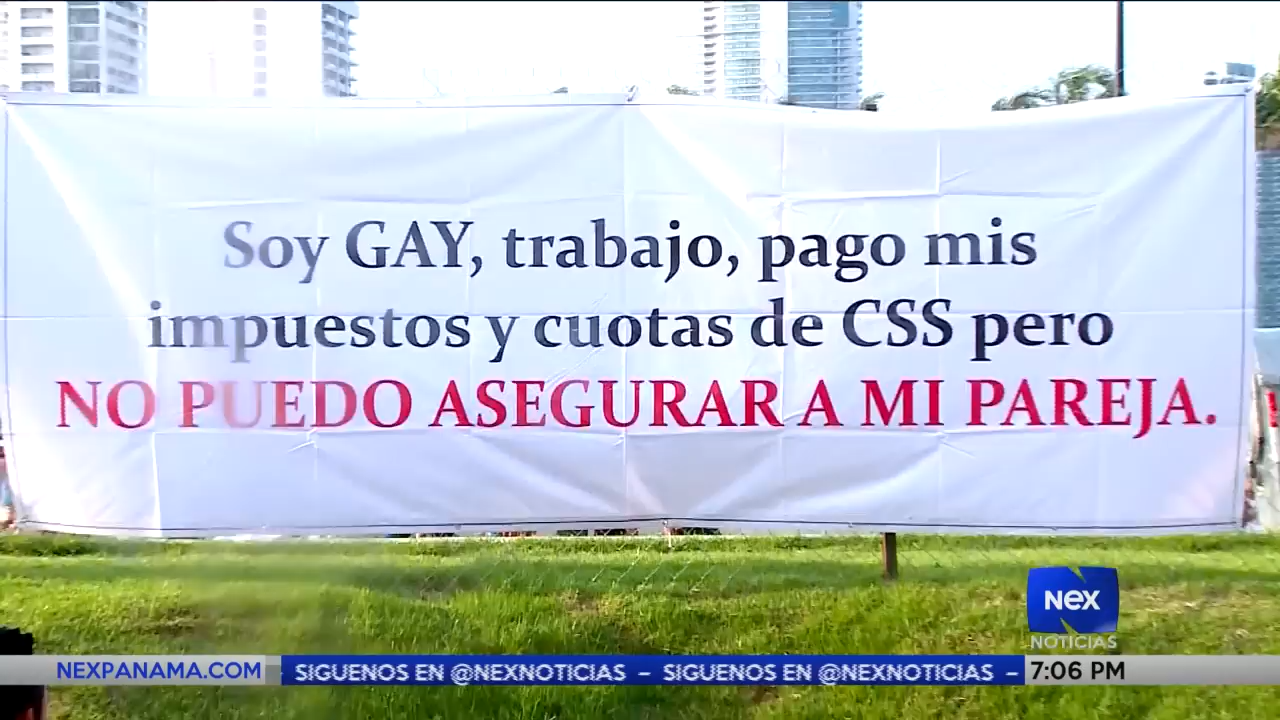 Soy GAY, trabajo, pago mis
impuestos y cuotas de CSS pero
NO PUEDO ASEGURAR A MI PAREJA.
NEX
NOTICIAS
NEXPANAMA.COM
SIGUENOS EN @NEXNOTICIAS – SIGUENOS EN @NEXNOTICIAS –
7:06 PM